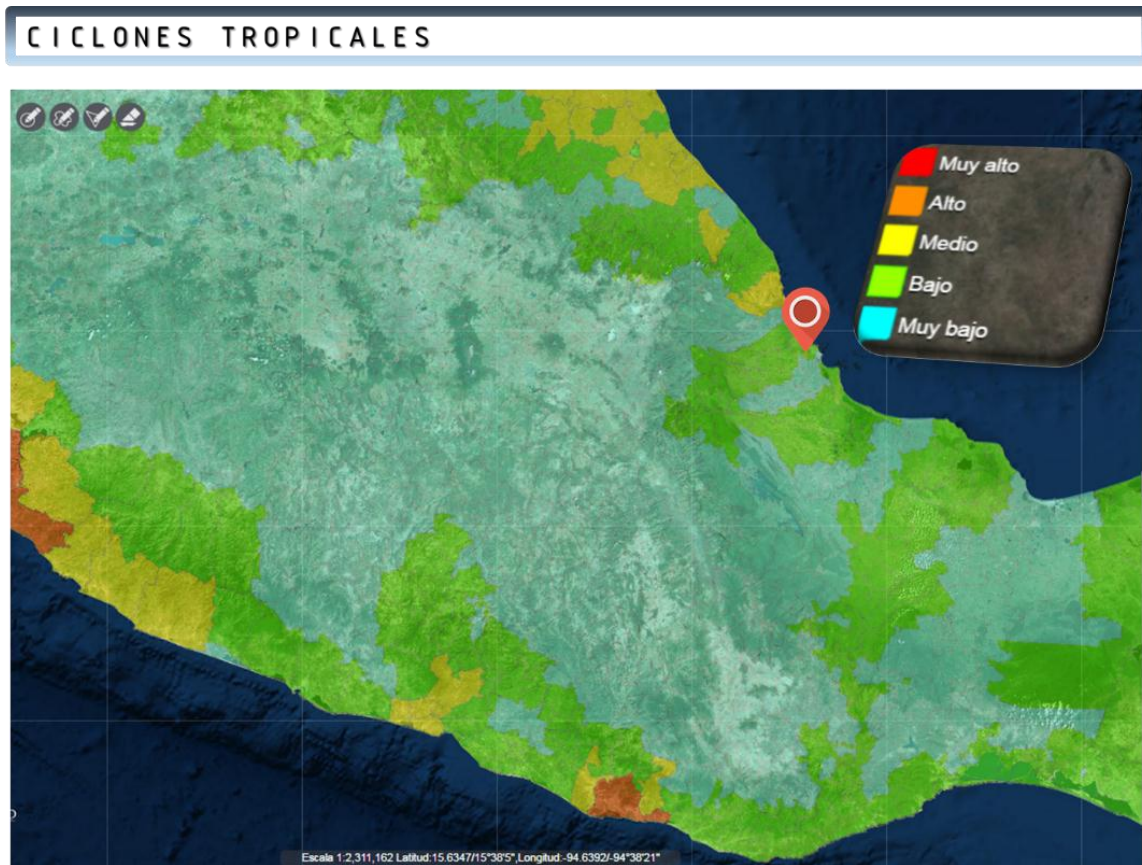 CICLONES TROPICALES
Muy alto
Alto
Medio
Bajo
Muy bajo
Escala 1:2,311,162 Latitud:15.6347/15°38'5",Longitud:-94.6392/-94°38'21"